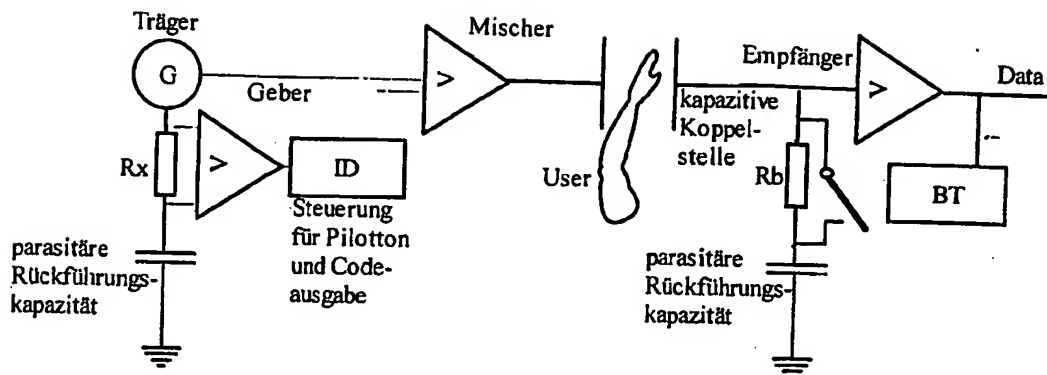 Träger
G
Geber
Mischer
V
Rx
V
ID
Steuerung
für Pilotton
und Code-
ausgabe
parasitäre
Rückführungs-
kapazität
User
kapazitive
Koppel-
stelle
Empfänger
V
Data
Rb
BT
parasitäre
Rückführungs-
kapazität